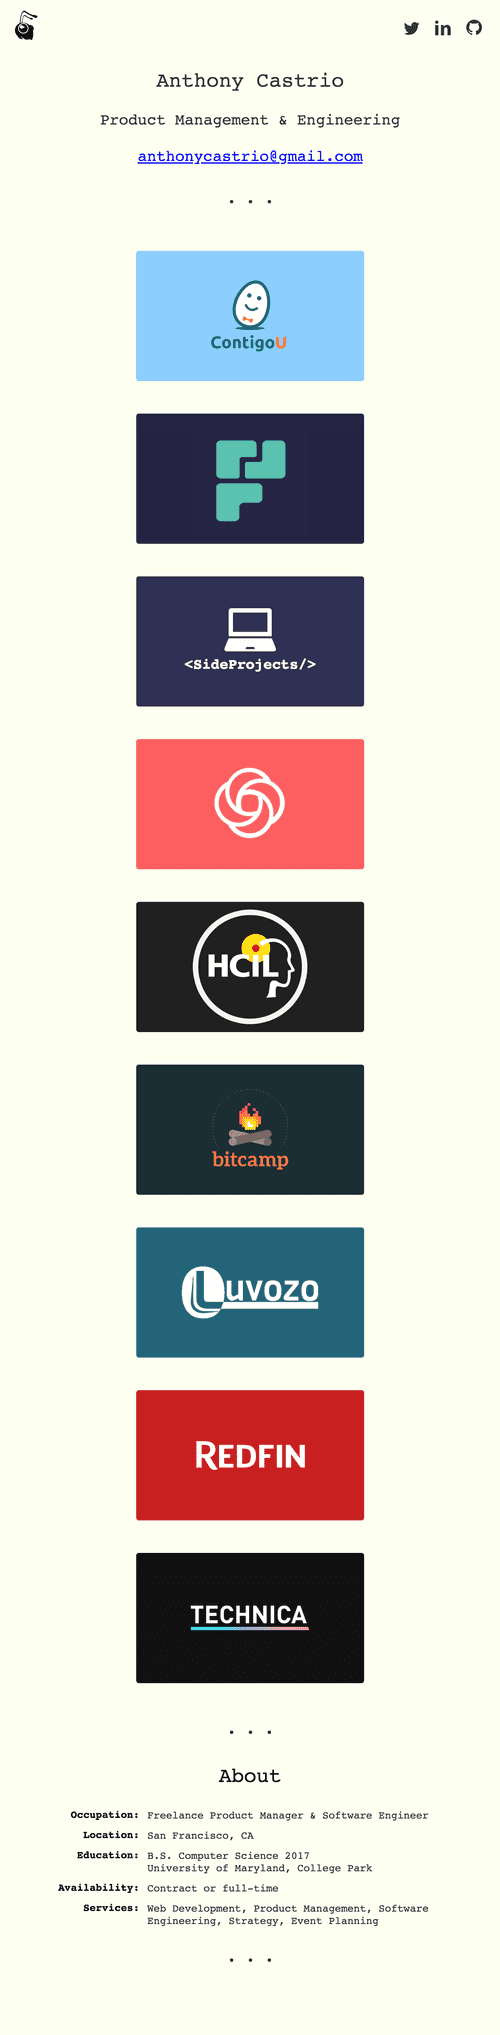 Anthony Castrio
Product Management & Engineering
anthonycastrio@gmail.com
. . .
ContigoU
<SideProjects/>
HCIL
bitcamp
Luvozo
REDFIN
TECHNICA
. . .
About
Occupation: Freelance Product Manager & Software Engineer
Location: San Francisco, CA
Education: B.S. Computer Science 2017
University of Maryland, College Park
Availability: Contract or full-time
Services: Web Development, Product Management, Software
Engineering, Strategy, Event Planning
. . .